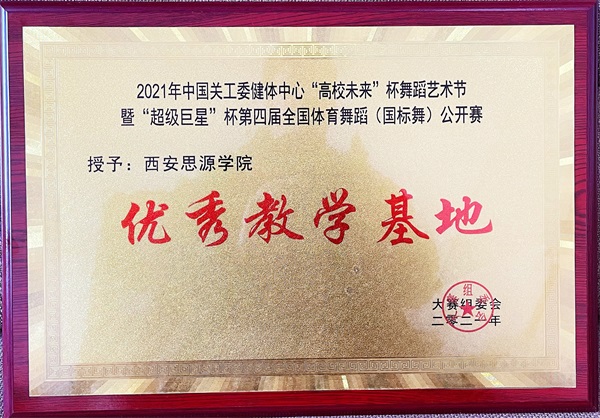 2021年中国关工委健体中心“高校未来”杯舞蹈艺术节
暨“超级巨星”杯第四届全国体育舞蹈（国标舞）公开赛
授予：西安思源学院
优秀教学基地
大赛组委会
二零二一年